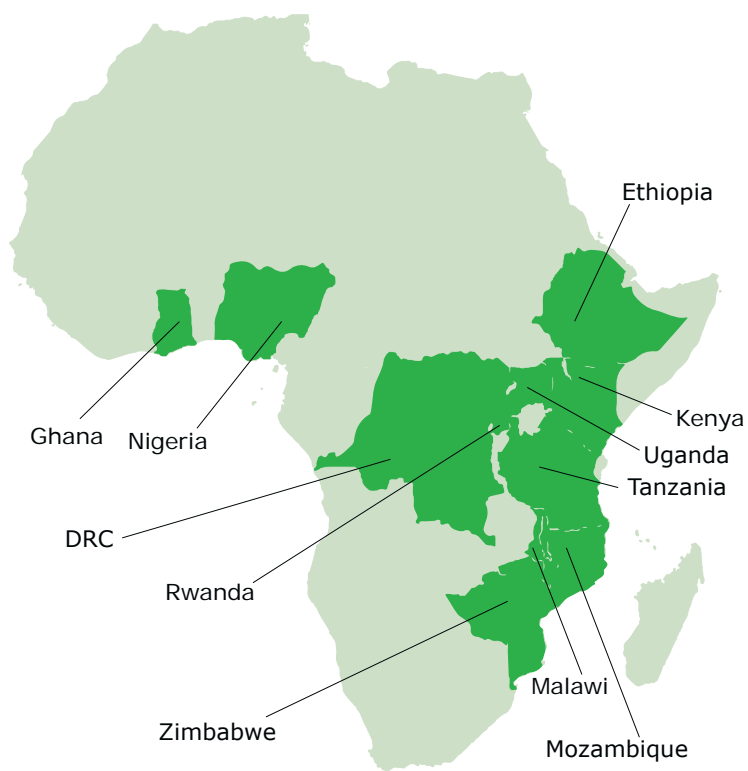 Ethiopia
Kenya
Ghana
Nigeria
Uganda
Tanzania
DRC
Rwanda
Malawi
Zimbabwe
Mozambique